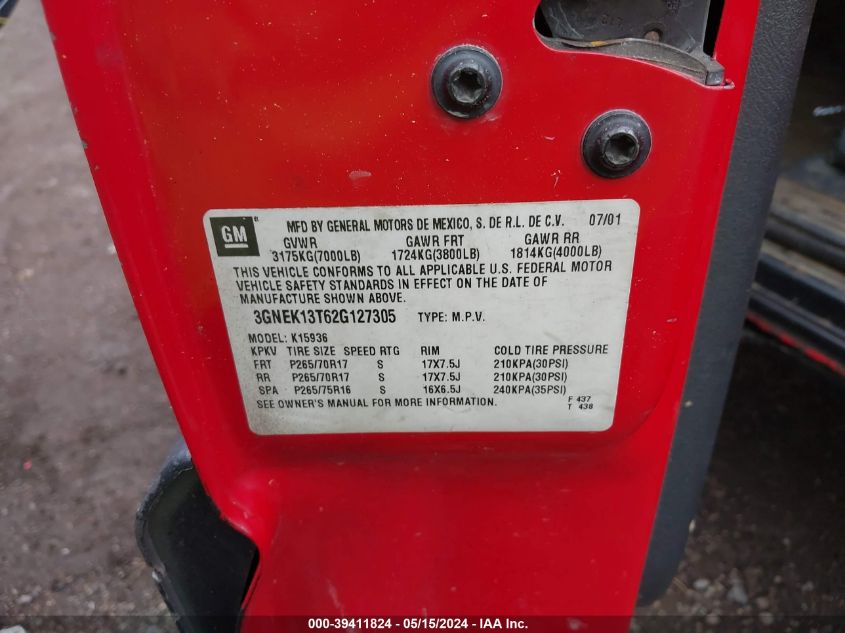 GM
MFD BY GENERAL MOTORS DE MEXICO, S. DE R.L. DE C.V. 07/01
GVWR GAWR FRT GAWR RR
3175KG(7000LB) 1724KG(3800LB) 1814KG(4000LB)
THIS VEHICLE CONFORMS TO ALL APPLICABLE U.S. FEDERAL MOTOR
VEHICLE SAFETY STANDARDS IN EFFECT ON THE DATE OF
MANUFACTURE SHOWN ABOVE.
3GNEK13T62G127305 TYPE: M.P.V.
MODEL: K15936
KPKV TIRE SIZE SPEED RTG RIM COLD TIRE PRESSURE
FRT P265/70R17 S 17X7.5J 210KPA(30PSI)
RR P265/70R17 S 17X7.5J 210KPA(30PSI)
SPA P265/75R16 S 16X6.5J 240KPA(35PSI)
SEE OWNER'S MANUAL FOR MORE INFORMATION.
F 437
T 438
000-39411824 - 05/15/2024 - IAA Inc.